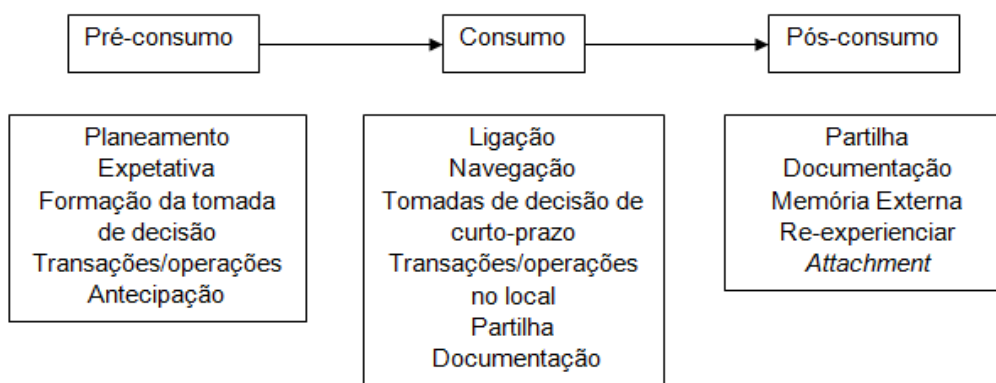 Pré-consumo
Consumo
Pós-consumo
Planeamento
Expetativa
Formação da tomada
de decisão
Transações/operações
Antecipação
Ligação
Navegação
Tomadas de decisão de
curto-prazo
Transações/operações
no local
Partilha
Documentação
Partilha
Documentação
Memória Externa
Re-experienciar
Attachment